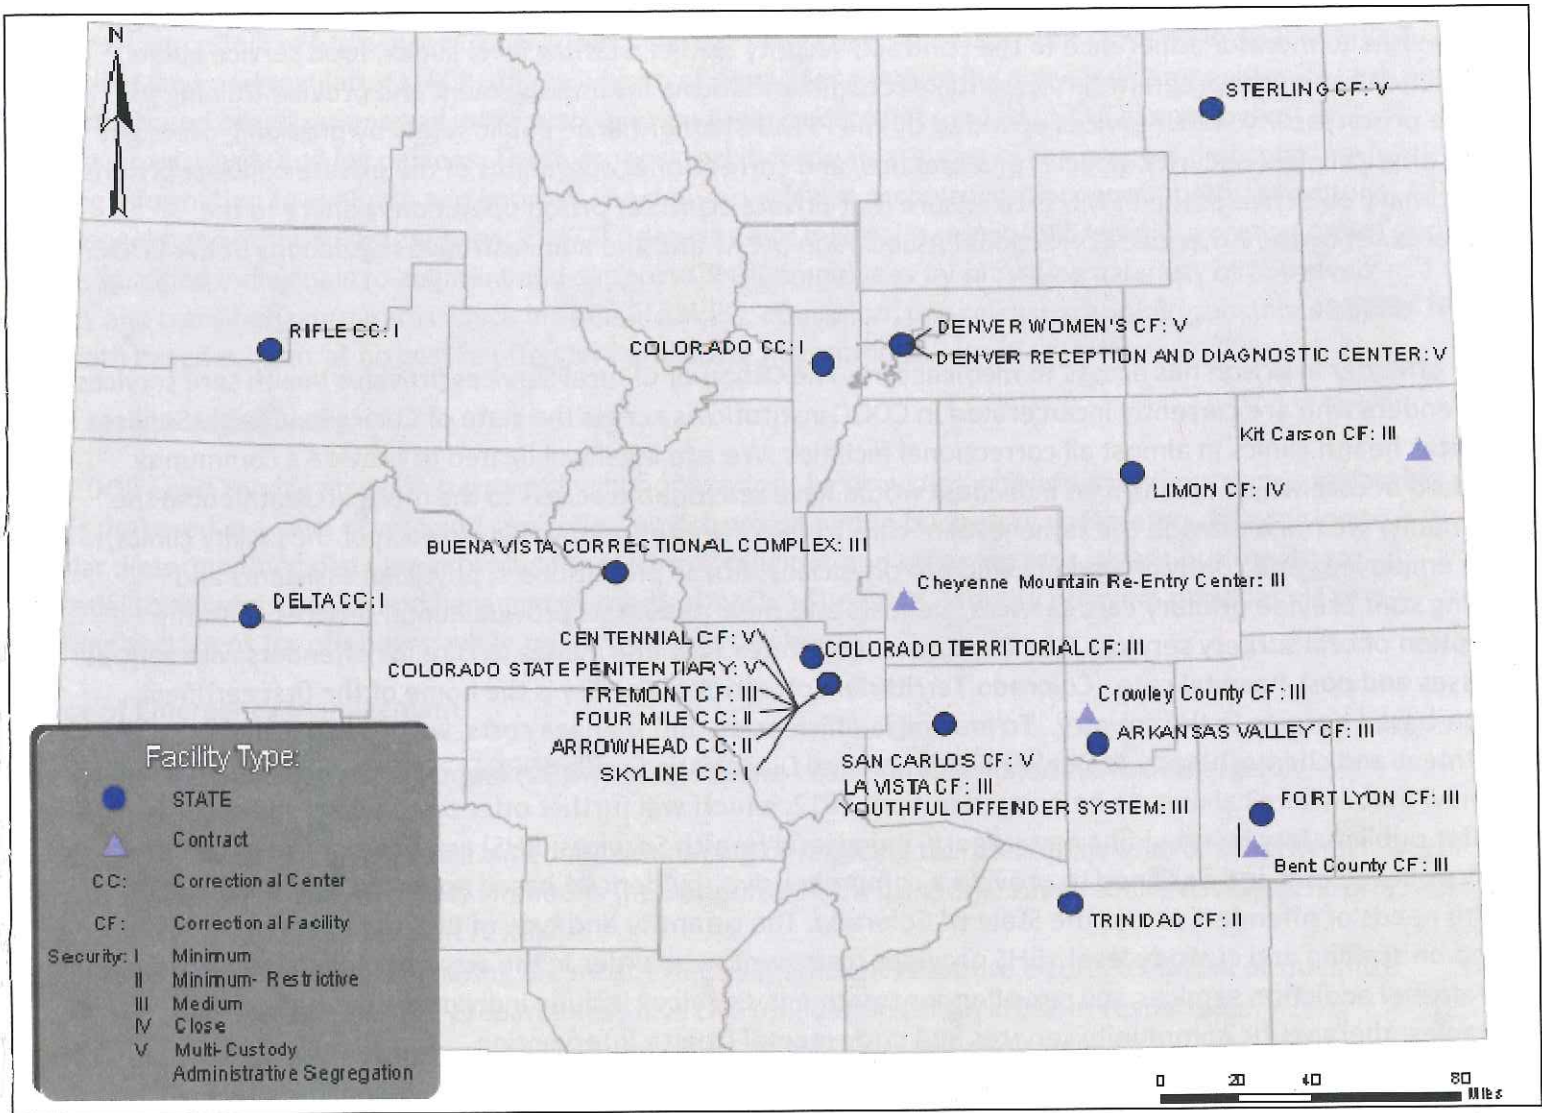 N
STERLING CF: V
RIFLE CC: I
COLORADO CC: I
DENVER WOMEN'S CF: V
DENVER RECEPTION AND DIAGNOSTIC CENTER: V
Kit Carson CF: III
LIMON CF: IV
BUENA VISTA CORRECTIONAL COMPLEX: III
Cheyenne Mountain Re-Entry Center: III
DELTA CC: I
CENTENNIAL CF: V
COLORADO TERRITORIAL CF: III
COLORADO STATE PENITENTIARY: V
FREMONT CF: III
FOUR MILE CC: II
ARROWHEAD CC: II
SKYLINE CC: I
Crowley County CF: III
ARKANSAS VALLEY CF: III
SAN CARLOS CF: V
LA VISTA CF: III
YOUTHFUL OFFENDER SYSTEM: III
FORT LYON CF: III
Bent County CF: III
TRINIDAD CF: II
Facility Type:
STATE
Contract
CC: Correctional Center
CF: Correctional Facility
Security: I Minimum
II Minimum- Restrictive
III Medium
IV Close
V Multi-Custody
Administrative Segregation
0 20 40 80
Miles